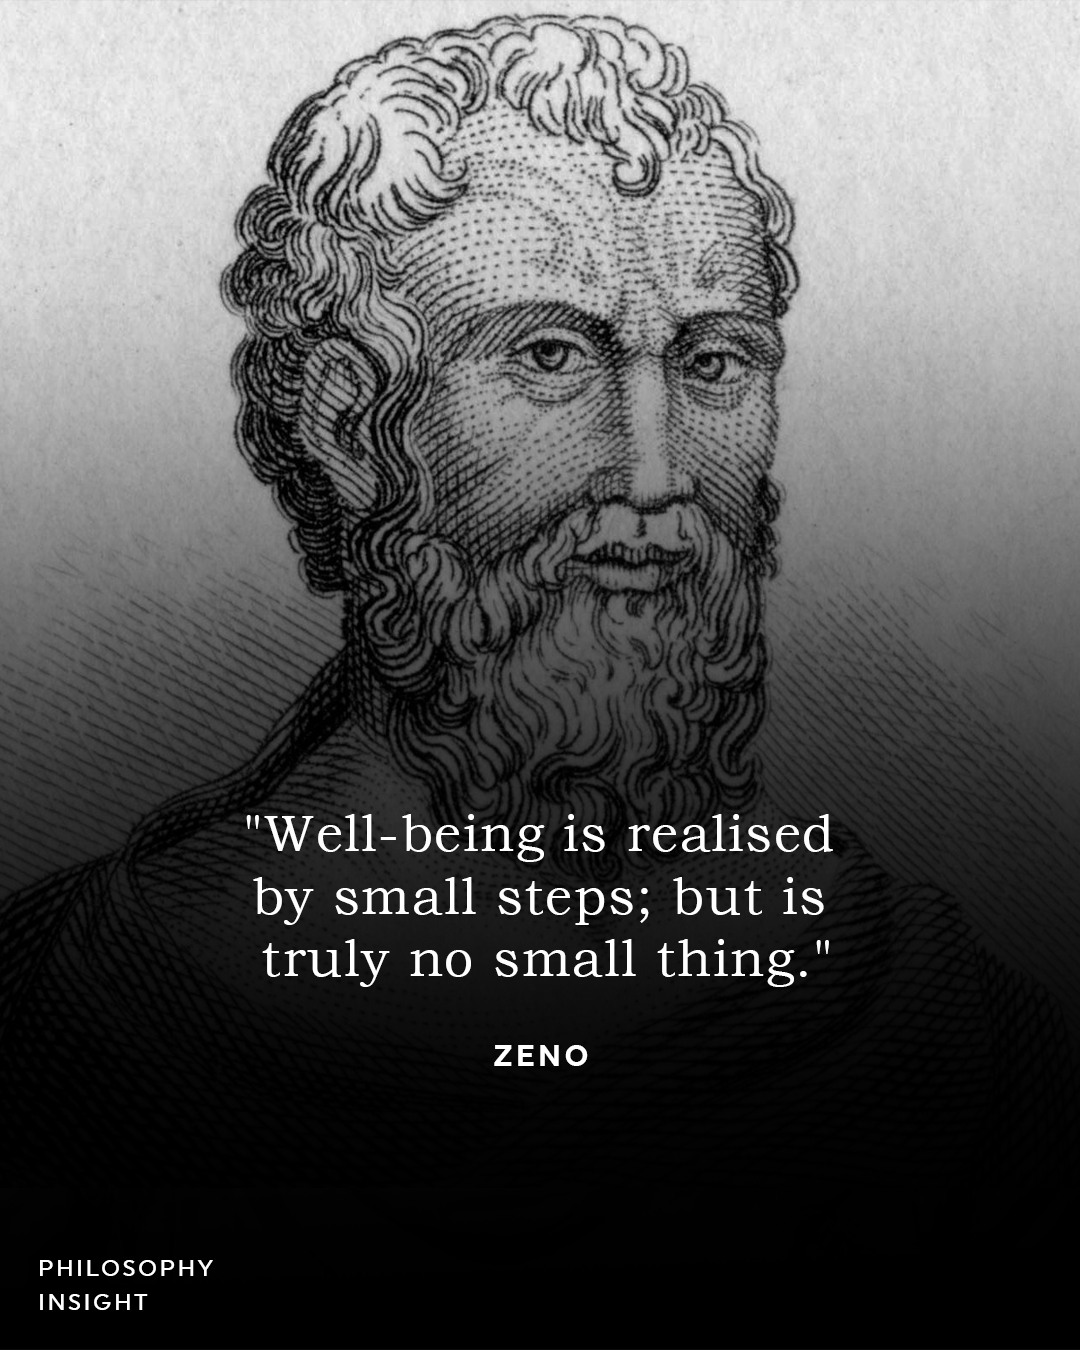 "Well-being is realised
by small steps; but is
truly no small thing."
ZENO
PHILOSOPHY
INSIGHT